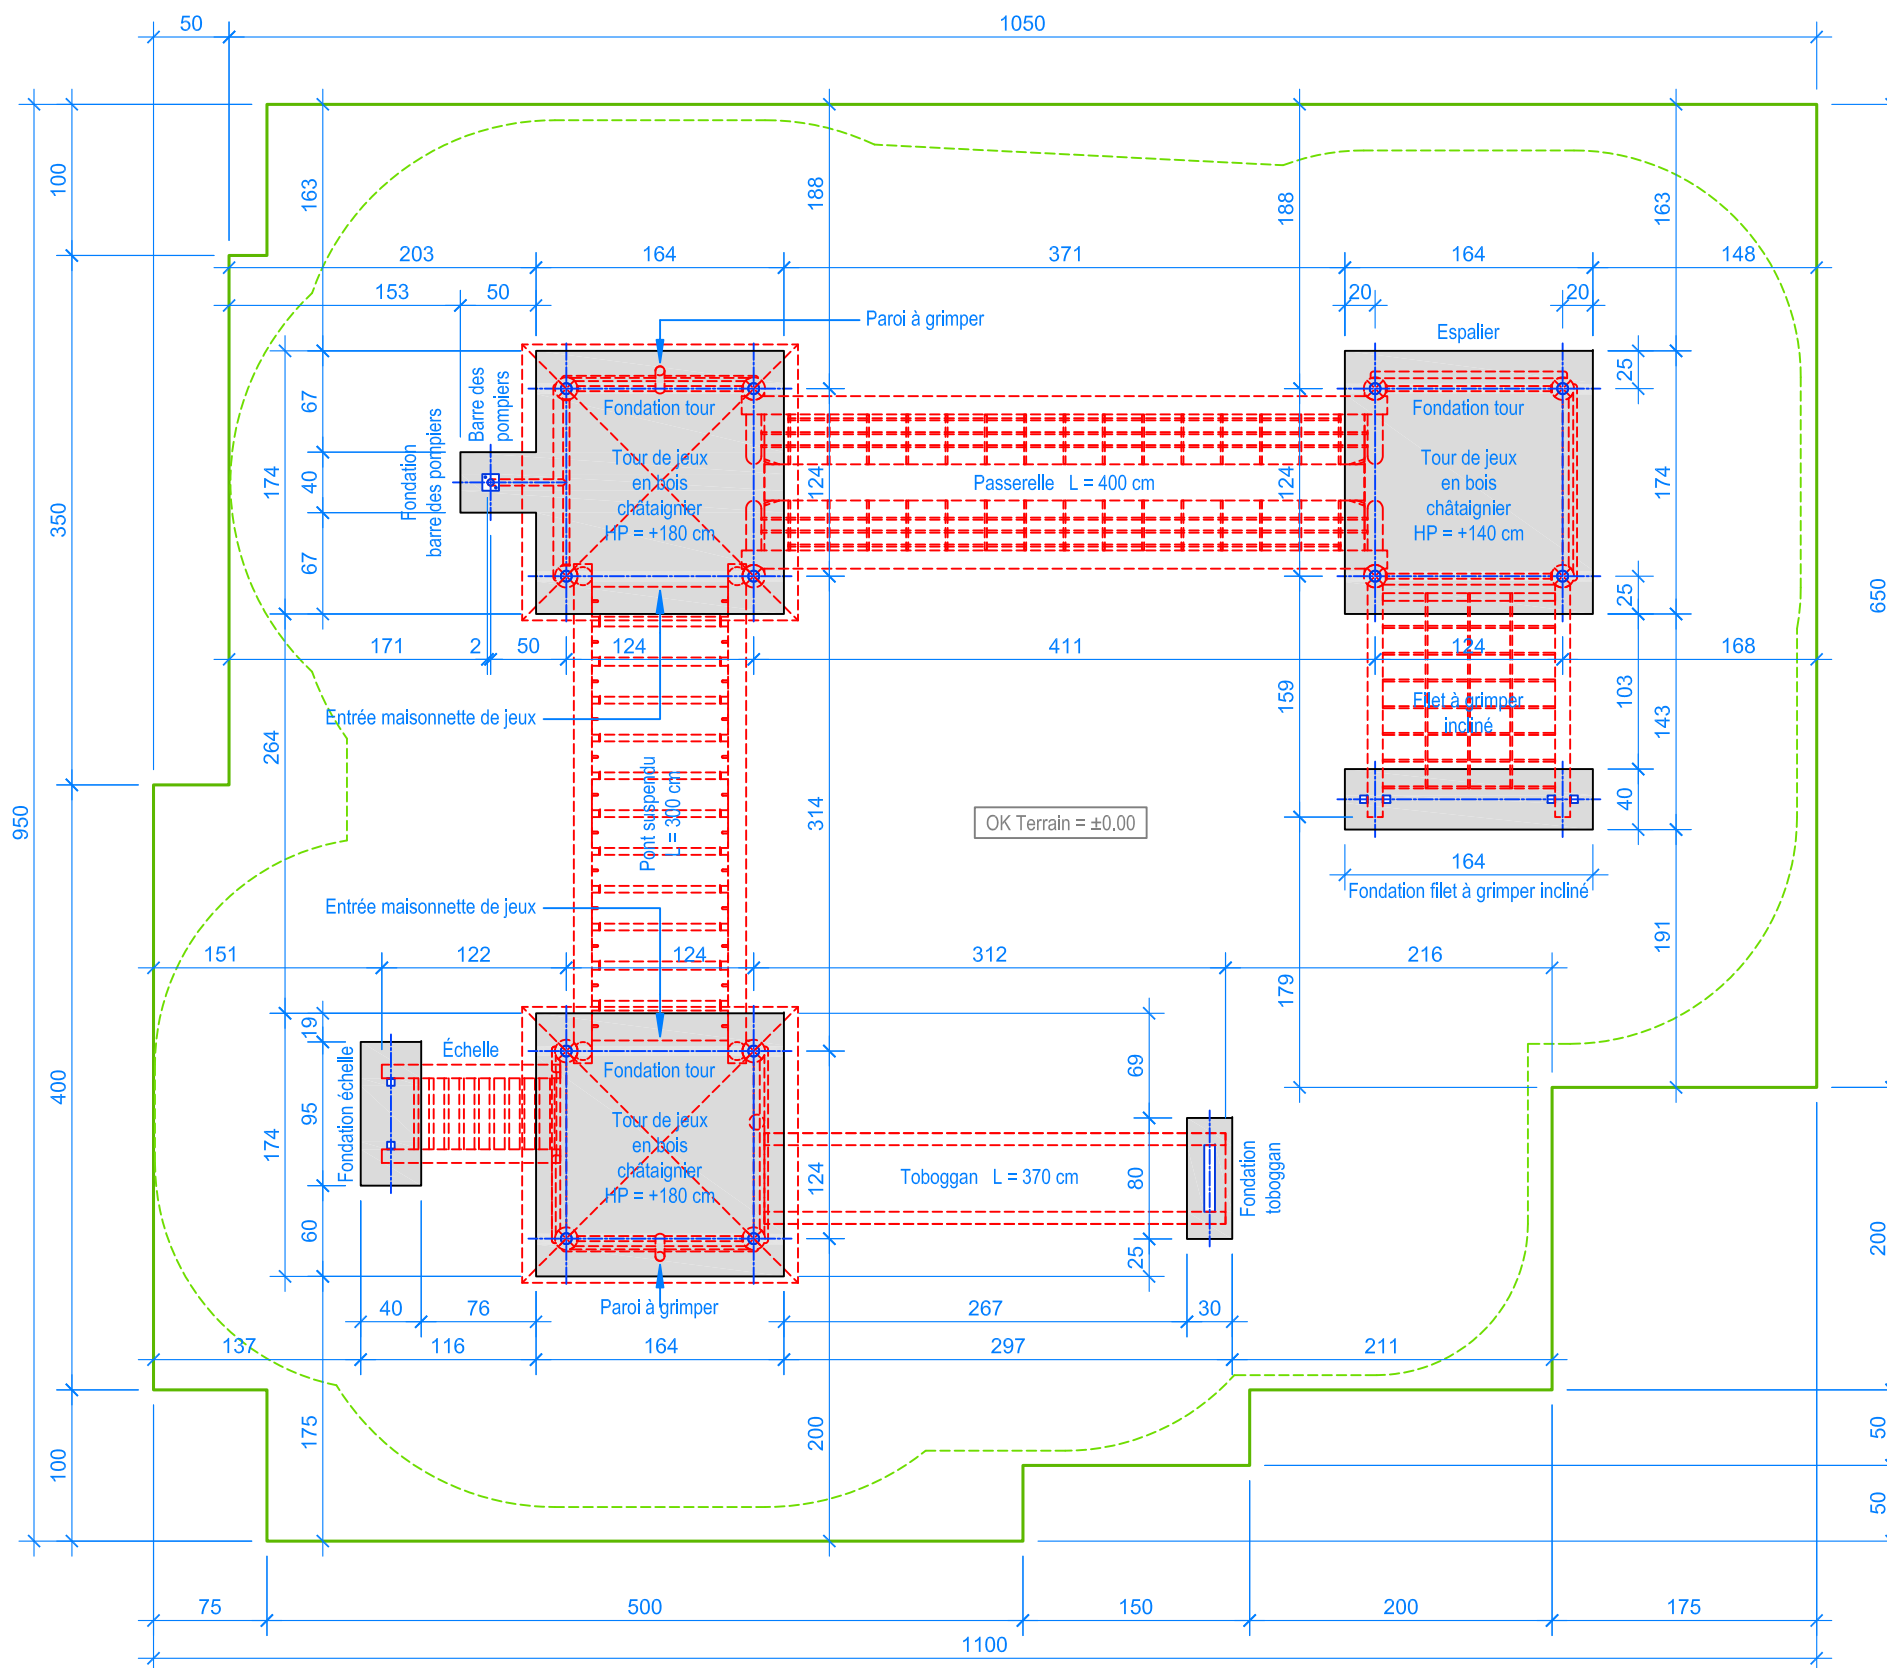 50
1050
100
163
188
188
163
203
164
371
164
148
153
50
20
20
Paroi à grimper
Espalier
25
67
Barre des
pompiers
Fondation tour
Fondation tour
Fondation
barre des pompiers
174
40
Tour de jeux
en bois
châtaignier
HP = +180 cm
124
Passerelle L = 400 cm
124
Tour de jeux
en bois
châtaignier
HP = +140 cm
174
350
67
25
650
171
2
50
124
411
124
168
159
103
Filet à grimper
incliné
143
Entrée maisonnette de jeux
264
Pont suspendu
L = 300 cm
314
OK Terrain = ±0.00
40
950
164
Fondation filet à grimper incliné
Entrée maisonnette de jeux
191
151
122
124
312
216
179
19
Échelle
69
Fondation échelle
Fondation tour
400
95
174
Tour de jeux
en bois
châtaignier
HP = +180 cm
124
Toboggan L = 370 cm
80
Fondation
toboggan
60
25
200
40
76
Paroi à grimper
267
30
137
116
164
297
211
175
200
50
100
50
75
500
150
200
175
1100